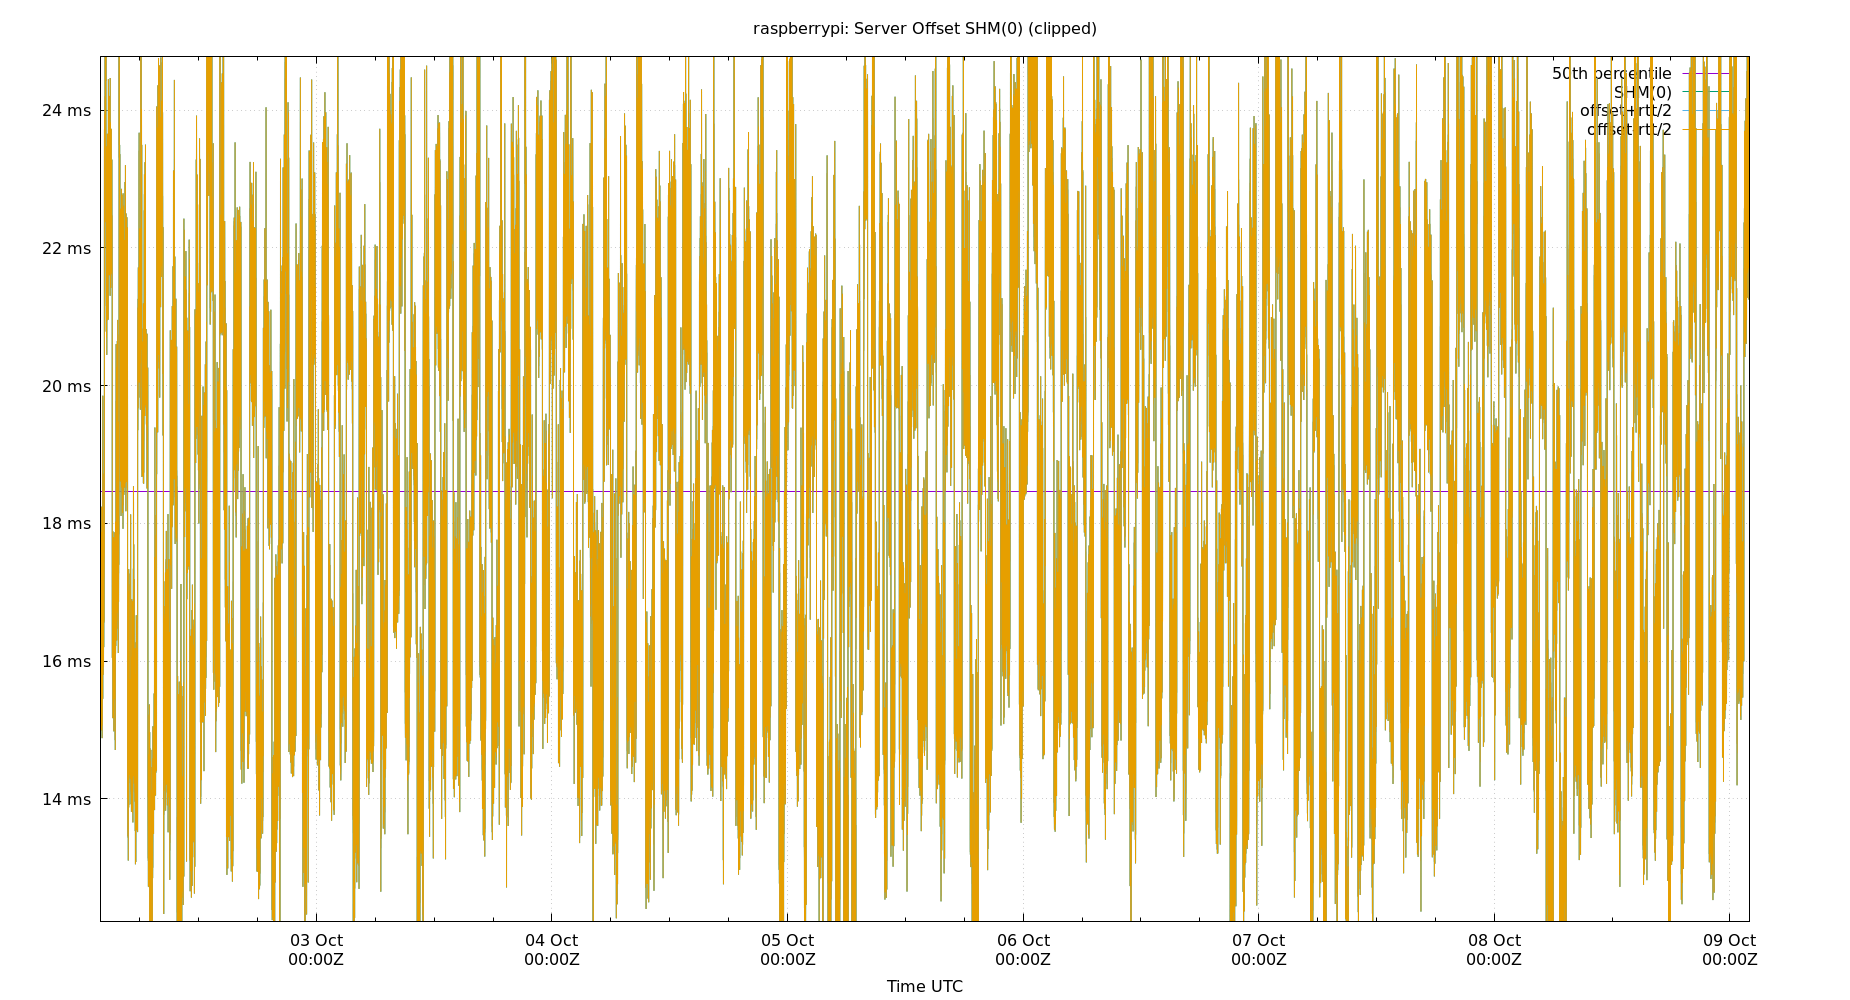 raspberrypi: Server Offset SHM(0) (clipped)
50th percentile
SHM(0)
offset+rtt/2
offset-rtt/2
24 ms
22 ms
20 ms
18 ms
16 ms
14 ms
03 Oct
00:00Z
04 Oct
00:00Z
05 Oct
00:00Z
06 Oct
00:00Z
07 Oct
00:00Z
08 Oct
00:00Z
09 Oct
00:00Z
Time UTC